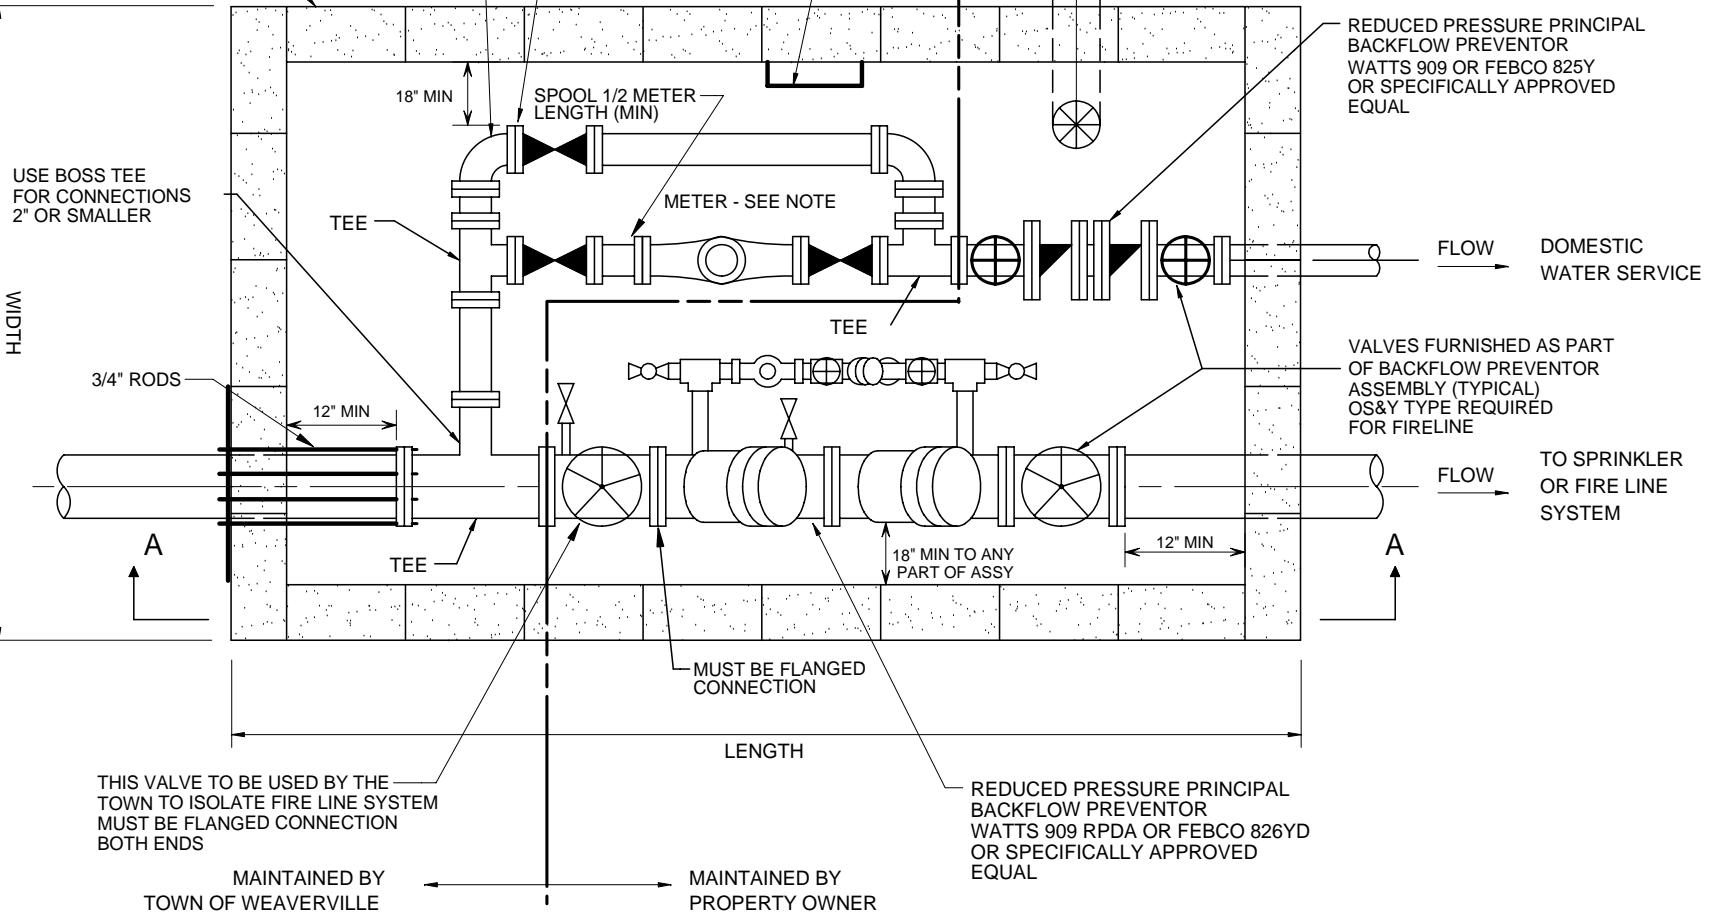 REDUCED PRESSURE PRINCIPAL
BACKFLOW PREVENTOR
WATTS 909 OR FEBCO 825Y
OR SPECIFICALLY APPROVED
EQUAL
18" MIN
SPOOL 1/2 METER
LENGTH (MIN)
USE BOSS TEE
FOR CONNECTIONS
2" OR SMALLER
TEE
METER - SEE NOTE
FLOW
DOMESTIC
WATER SERVICE
WIDTH
TEE
VALVES FURNISHED AS PART
OF BACKFLOW PREVENTOR
ASSEMBLY (TYPICAL)
OS&Y TYPE REQUIRED
FOR FIRELINE
3/4" RODS
12" MIN
FLOW
TO SPRINKLER
OR FIRE LINE
SYSTEM
A
TEE
18" MIN TO ANY
PART OF ASSY
12" MIN
A
MUST BE FLANGED
CONNECTION
LENGTH
THIS VALVE TO BE USED BY THE
TOWN TO ISOLATE FIRE LINE SYSTEM
MUST BE FLANGED CONNECTION
BOTH ENDS
REDUCED PRESSURE PRINCIPAL
BACKFLOW PREVENTOR
WATTS 909 RPDA OR FEBCO 826YD
OR SPECIFICALLY APPROVED
EQUAL
MAINTAINED BY
TOWN OF WEAVERVILLE
MAINTAINED BY
PROPERTY OWNER